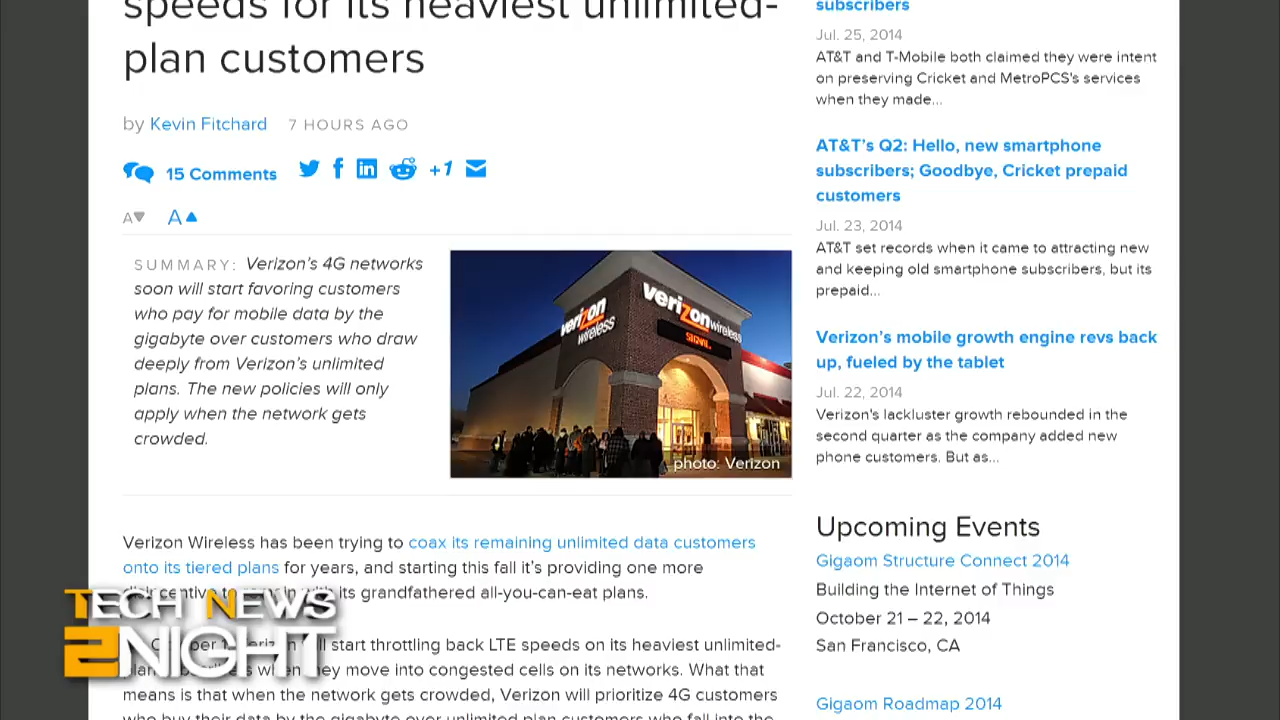 speeds for its heaviest unlimited-
plan customers
by Kevin Fitchard 7 HOURS AGO
15 Comments +1
A A
SUMMARY: Verizon's 4G networks
soon will start favoring customers
who pay for mobile data by the
gigabyte over customers who draw
deeply from Verizon's unlimited
plans. The new policies will only
apply when the network gets
crowded.
verizon
wireless
verizon wireless
photo: Verizon
Verizon Wireless has been trying to coax its remaining unlimited data customers
onto its tiered plans for years, and starting this fall it's providing one more
disincentive to remain with its grandfathered all-you-can-eat plans.
start throttling back LTE speeds on its heaviest unlimited-
plan subscribers when they move into congested cells on its networks. What that
means is that when the network gets crowded, Verizon will prioritize 4G customers
who buy their data by the gigabyte over unlimited plan customers who fall into the
TECH NEWS
2NIGHT
subscribers
Jul. 25, 2014
AT&T and T-Mobile both claimed they were intent
on preserving Cricket and MetroPCS's services
when they made...
AT&T's Q2: Hello, new smartphone
subscribers; Goodbye, Cricket prepaid
customers
Jul. 23, 2014
AT&T set records when it came to attracting new
and keeping old smartphone subscribers, but its
prepaid...
Verizon's mobile growth engine revs back
up, fueled by the tablet
Jul. 22, 2014
Verizon's lackluster growth rebounded in the
second quarter as the company added new
phone customers. But as...
Upcoming Events
Gigaom Structure Connect 2014
Building the Internet of Things
October 21 – 22, 2014
San Francisco, CA
Gigaom Roadmap 2014